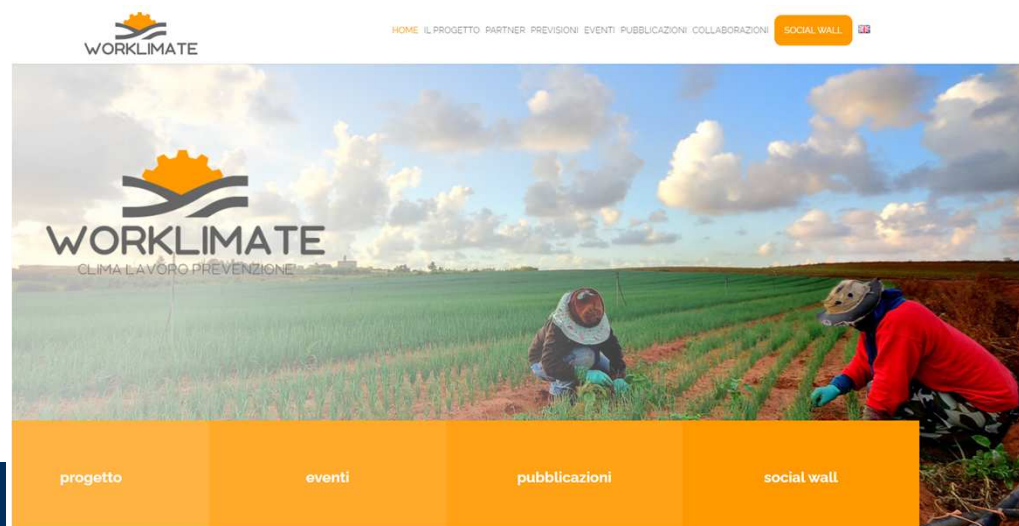 WORKLIMATE
HOME IL PROGETTO PARTNER PREVISIONI EVENTI PUBBLICAZIONI COLLABORAZIONI SOCIAL WALL
WORKLIMATE
CLIMA LAVORO PREVENZIONE
progetto eventi pubblicazioni social wall